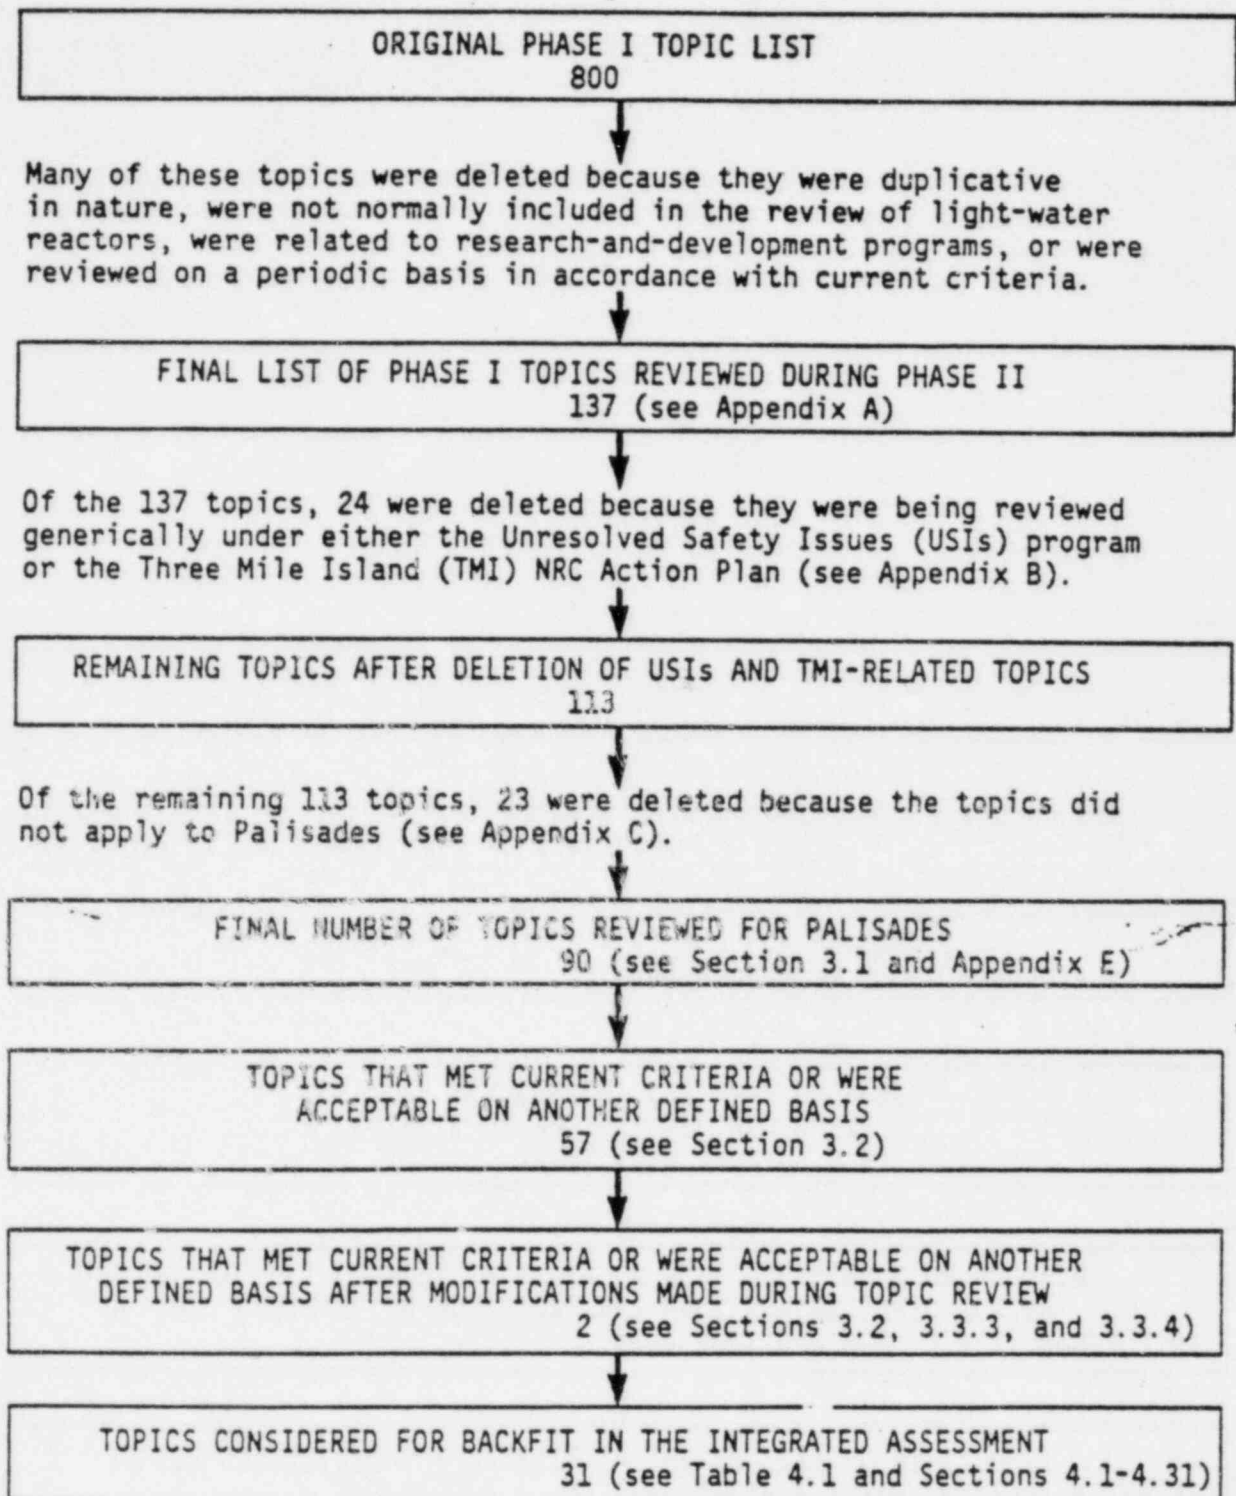 ORIGINAL PHASE I TOPIC LIST
800
Many of these topics were deleted because they were duplicative
in nature, were not normally included in the review of light-water
reactors, were related to research-and-development programs, or were
reviewed on a periodic basis in accordance with current criteria.
FINAL LIST OF PHASE I TOPICS REVIEWED DURING PHASE II
137 (see Appendix A)
Of the 137 topics, 24 were deleted because they were being reviewed
generically under either the Unresolved Safety Issues (USIs) program
or the Three Mile Island (TMI) NRC Action Plan (see Appendix B).
REMAINING TOPICS AFTER DELETION OF USIs AND TMI-RELATED TOPICS
113
Of the remaining 113 topics, 23 were deleted because the topics did
not apply to Palisades (see Appendix C).
FINAL NUMBER OF TOPICS REVIEWED FOR PALISADES
90 (see Section 3.1 and Appendix E)
TOPICS THAT MET CURRENT CRITERIA OR WERE
ACCEPTABLE ON ANOTHER DEFINED BASIS
57 (see Section 3.2)
TOPICS THAT MET CURRENT CRITERIA OR WERE ACCEPTABLE ON ANOTHER
DEFINED BASIS AFTER MODIFICATIONS MADE DURING TOPIC REVIEW
2 (see Sections 3.2, 3.3.3, and 3.3.4)
TOPICS CONSIDERED FOR BACKFIT IN THE INTEGRATED ASSESSMENT
31 (see Table 4.1 and Sections 4.1-4.31)